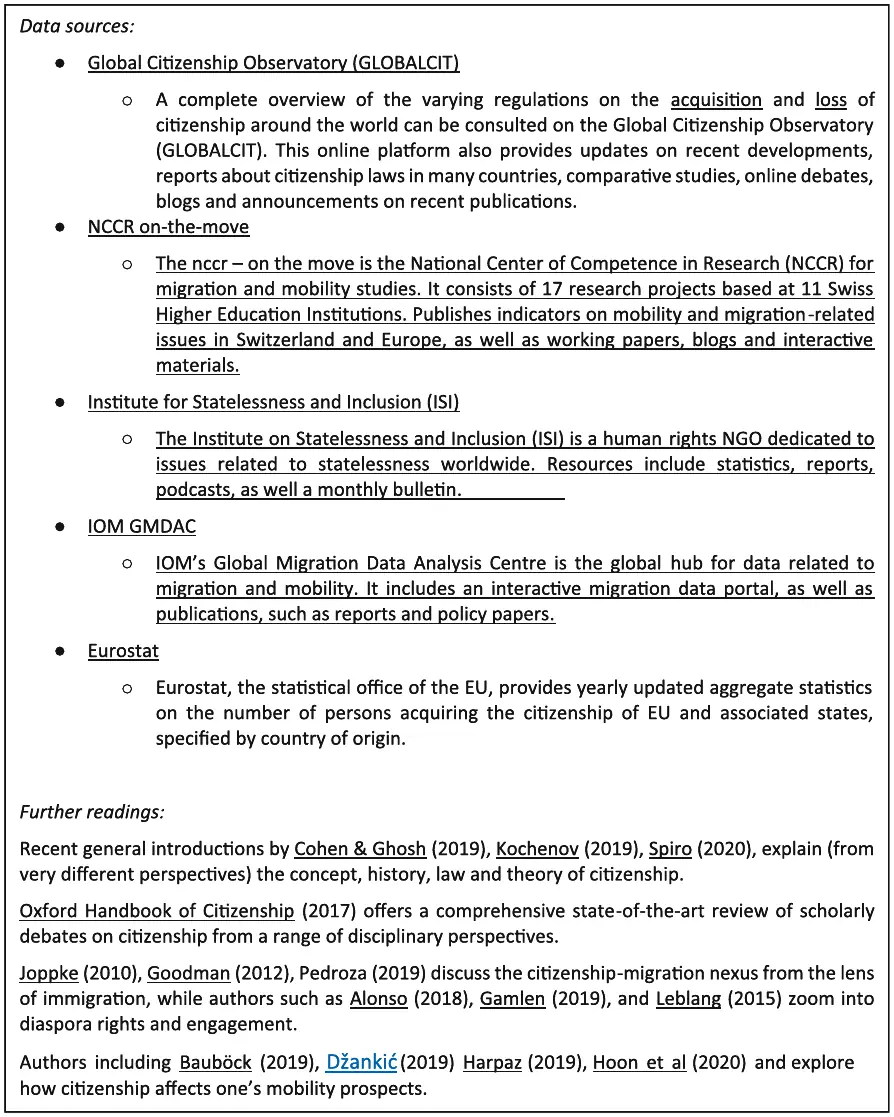 Data sources:
● Global Citizenship Observatory (GLOBALCIT)
○ A complete overview of the varying regulations on the acquisition and loss of
citizenship around the world can be consulted on the Global Citizenship Observatory
(GLOBALCIT). This online platform also provides updates on recent developments,
reports about citizenship laws in many countries, comparative studies, online debates,
blogs and announcements on recent publications.
● NCCR on-the-move
○ The nccr – on the move is the National Center of Competence in Research (NCCR) for
migration and mobility studies. It consists of 17 research projects based at 11 Swiss
Higher Education Institutions. Publishes indicators on mobility and migration-related
issues in Switzerland and Europe, as well as working papers, blogs and interactive
materials.
● Institute for Statelessness and Inclusion (ISI)
○ The Institute on Statelessness and Inclusion (ISI) is a human rights NGO dedicated to
issues related to statelessness worldwide. Resources include statistics, reports,
podcasts, as well a monthly bulletin.
● IOM GMDAC
○ IOM's Global Migration Data Analysis Centre is the global hub for data related to
migration and mobility. It includes an interactive migration data portal, as well as
publications, such as reports and policy papers.
● Eurostat
○ Eurostat, the statistical office of the EU, provides yearly updated aggregate statistics
on the number of persons acquiring the citizenship of EU and associated states,
specified by country of origin.
Further readings:
Recent general introductions by Cohen & Ghosh (2019), Kochenov (2019), Spiro (2020), explain (from
very different perspectives) the concept, history, law and theory of citizenship.
Oxford Handbook of Citizenship (2017) offers a comprehensive state-of-the-art review of scholarly
debates on citizenship from a range of disciplinary perspectives.
Joppke (2010), Goodman (2012), Pedroza (2019) discuss the citizenship-migration nexus from the lens
of immigration, while authors such as Alonso (2018), Gamlen (2019), and Leblang (2015) zoom into
diaspora rights and engagement.
Authors including Bauböck (2019), Džankić (2019) Harpaz (2019), Hoon et al (2020) and explore
how citizenship affects one's mobility prospects.